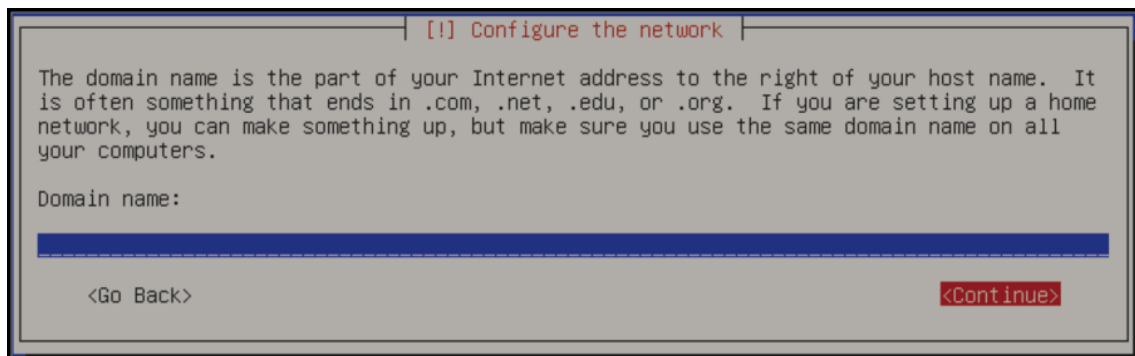 [!] Configure the network
The domain name is the part of your Internet address to the right of your host name.  It
is often something that ends in .com, .net, .edu, or .org.  If you are setting up a home
network, you can make something up, but make sure you use the same domain name on all
your computers.
Domain name:
<Go Back> <Continue>